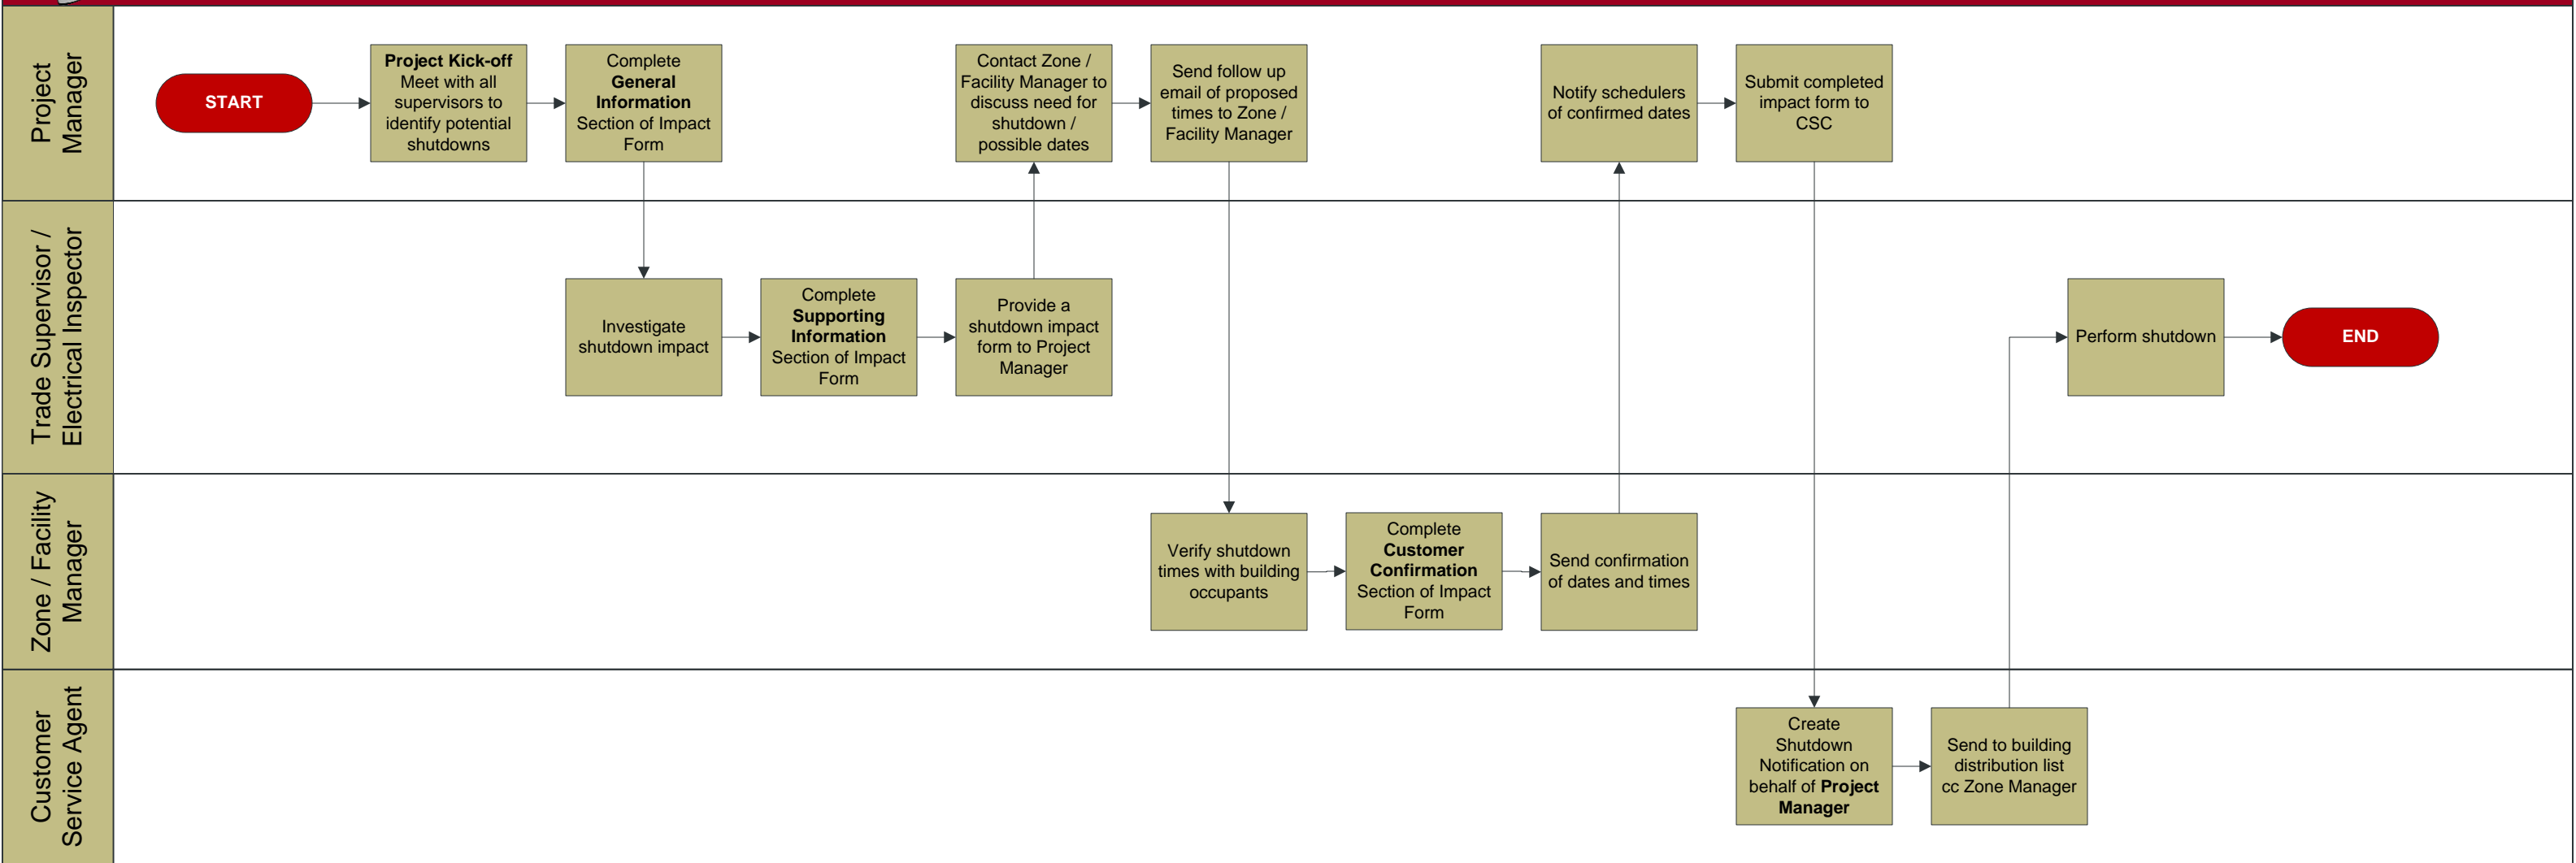 Project
Manager
START
Project Kick-off
Meet with all
supervisors to
identify potential
shutdowns
Complete
General
Information
Section of Impact
Form
Contact Zone /
Facility Manager to
discuss need for
shutdown /
possible dates
Send follow up
email of proposed
times to Zone /
Facility Manager
Notify schedulers
of confirmed dates
Submit completed
impact form to
CSC
Trade Supervisor /
Electrical Inspector
Investigate
shutdown impact
Complete
Supporting
Information
Section of Impact
Form
Provide a
shutdown impact
form to Project
Manager
Perform shutdown
END
Zone / Facility
Manager
Verify shutdown
times with building
occupants
Complete
Customer
Confirmation
Section of Impact
Form
Send confirmation
of dates and times
Customer
Service Agent
Create
Shutdown
Notification on
behalf of Project
Manager
Send to building
distribution list
cc Zone Manager